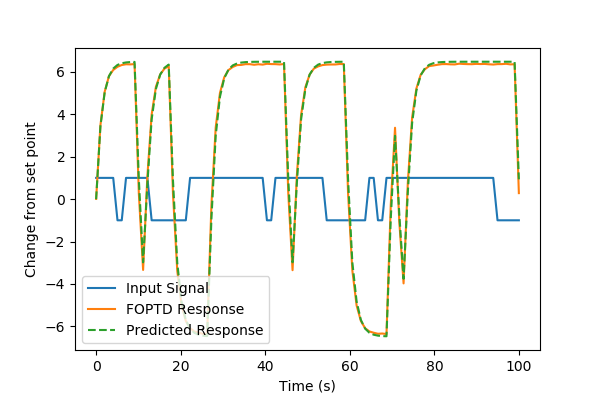 6
4
2
0
−2
−4
−6
Change from set point
Input Signal
FOPTD Response
Predicted Response
0 20 40 60 80 100
Time (s)